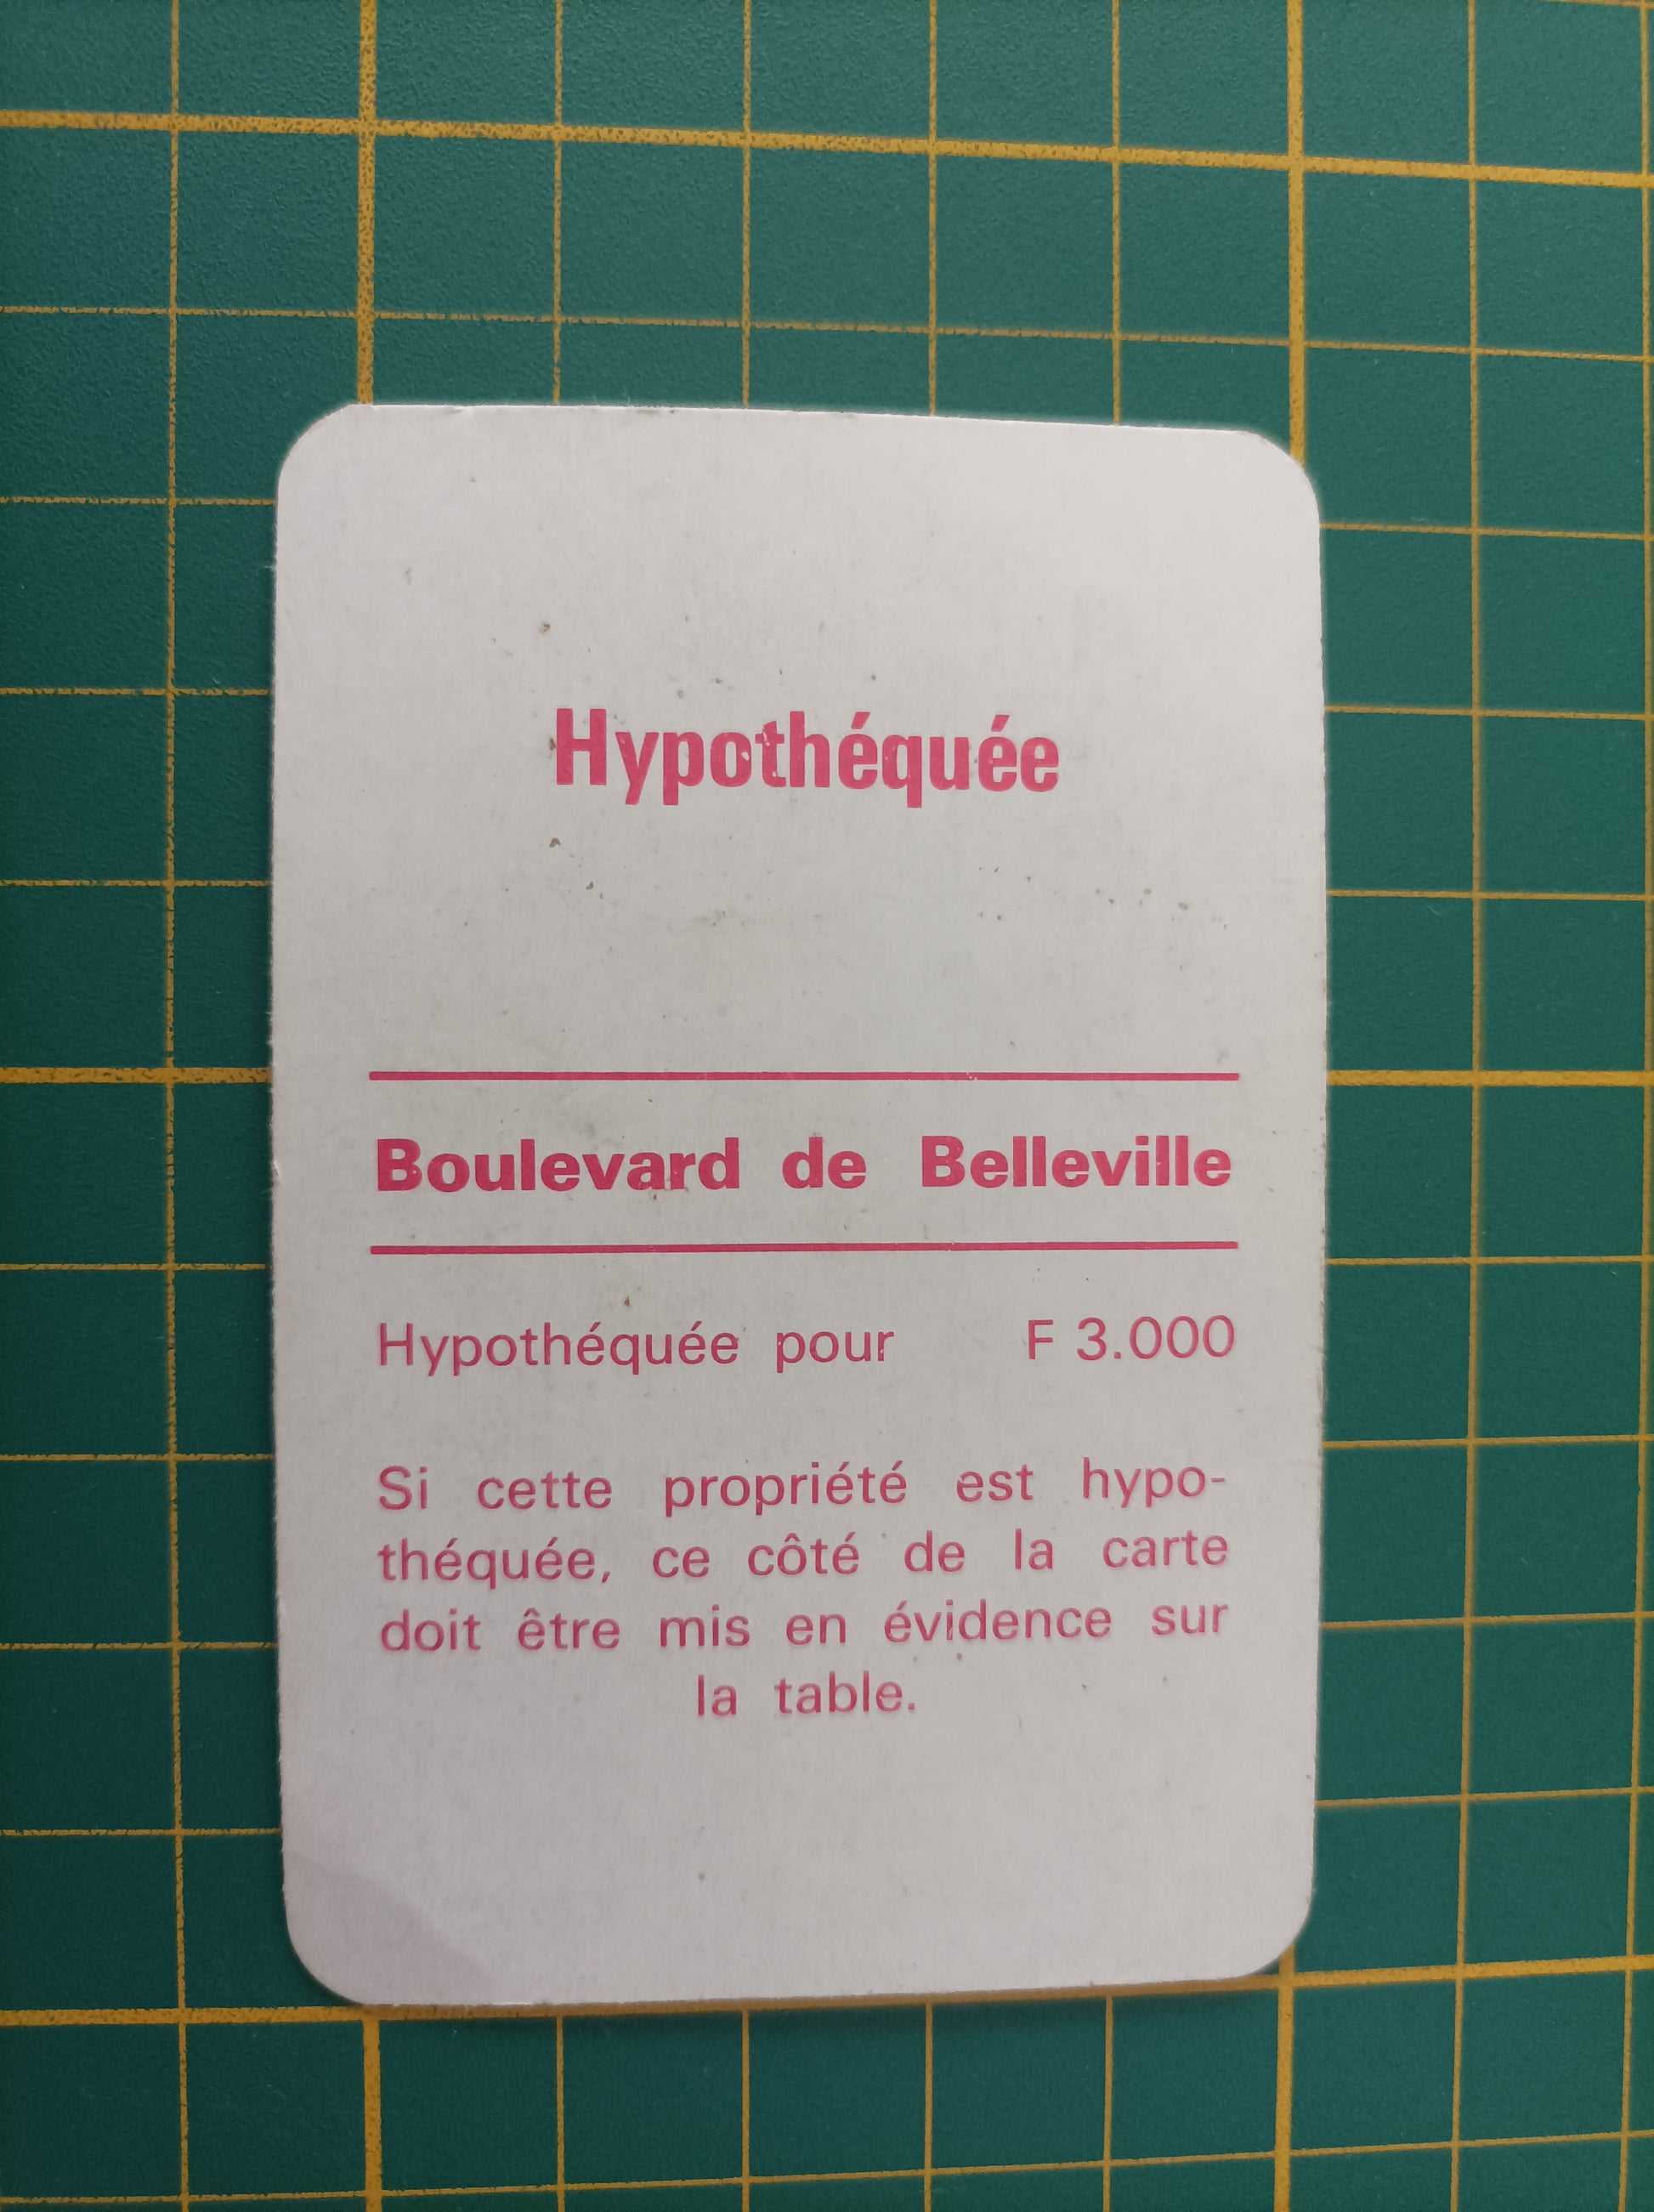 Hypothéquée
Boulevard de Belleville
Hypothéquée pour F 3.000
Si cette propriété est hypo-
théquée, ce côté de la carte
doit être mis en évidence sur
la table.